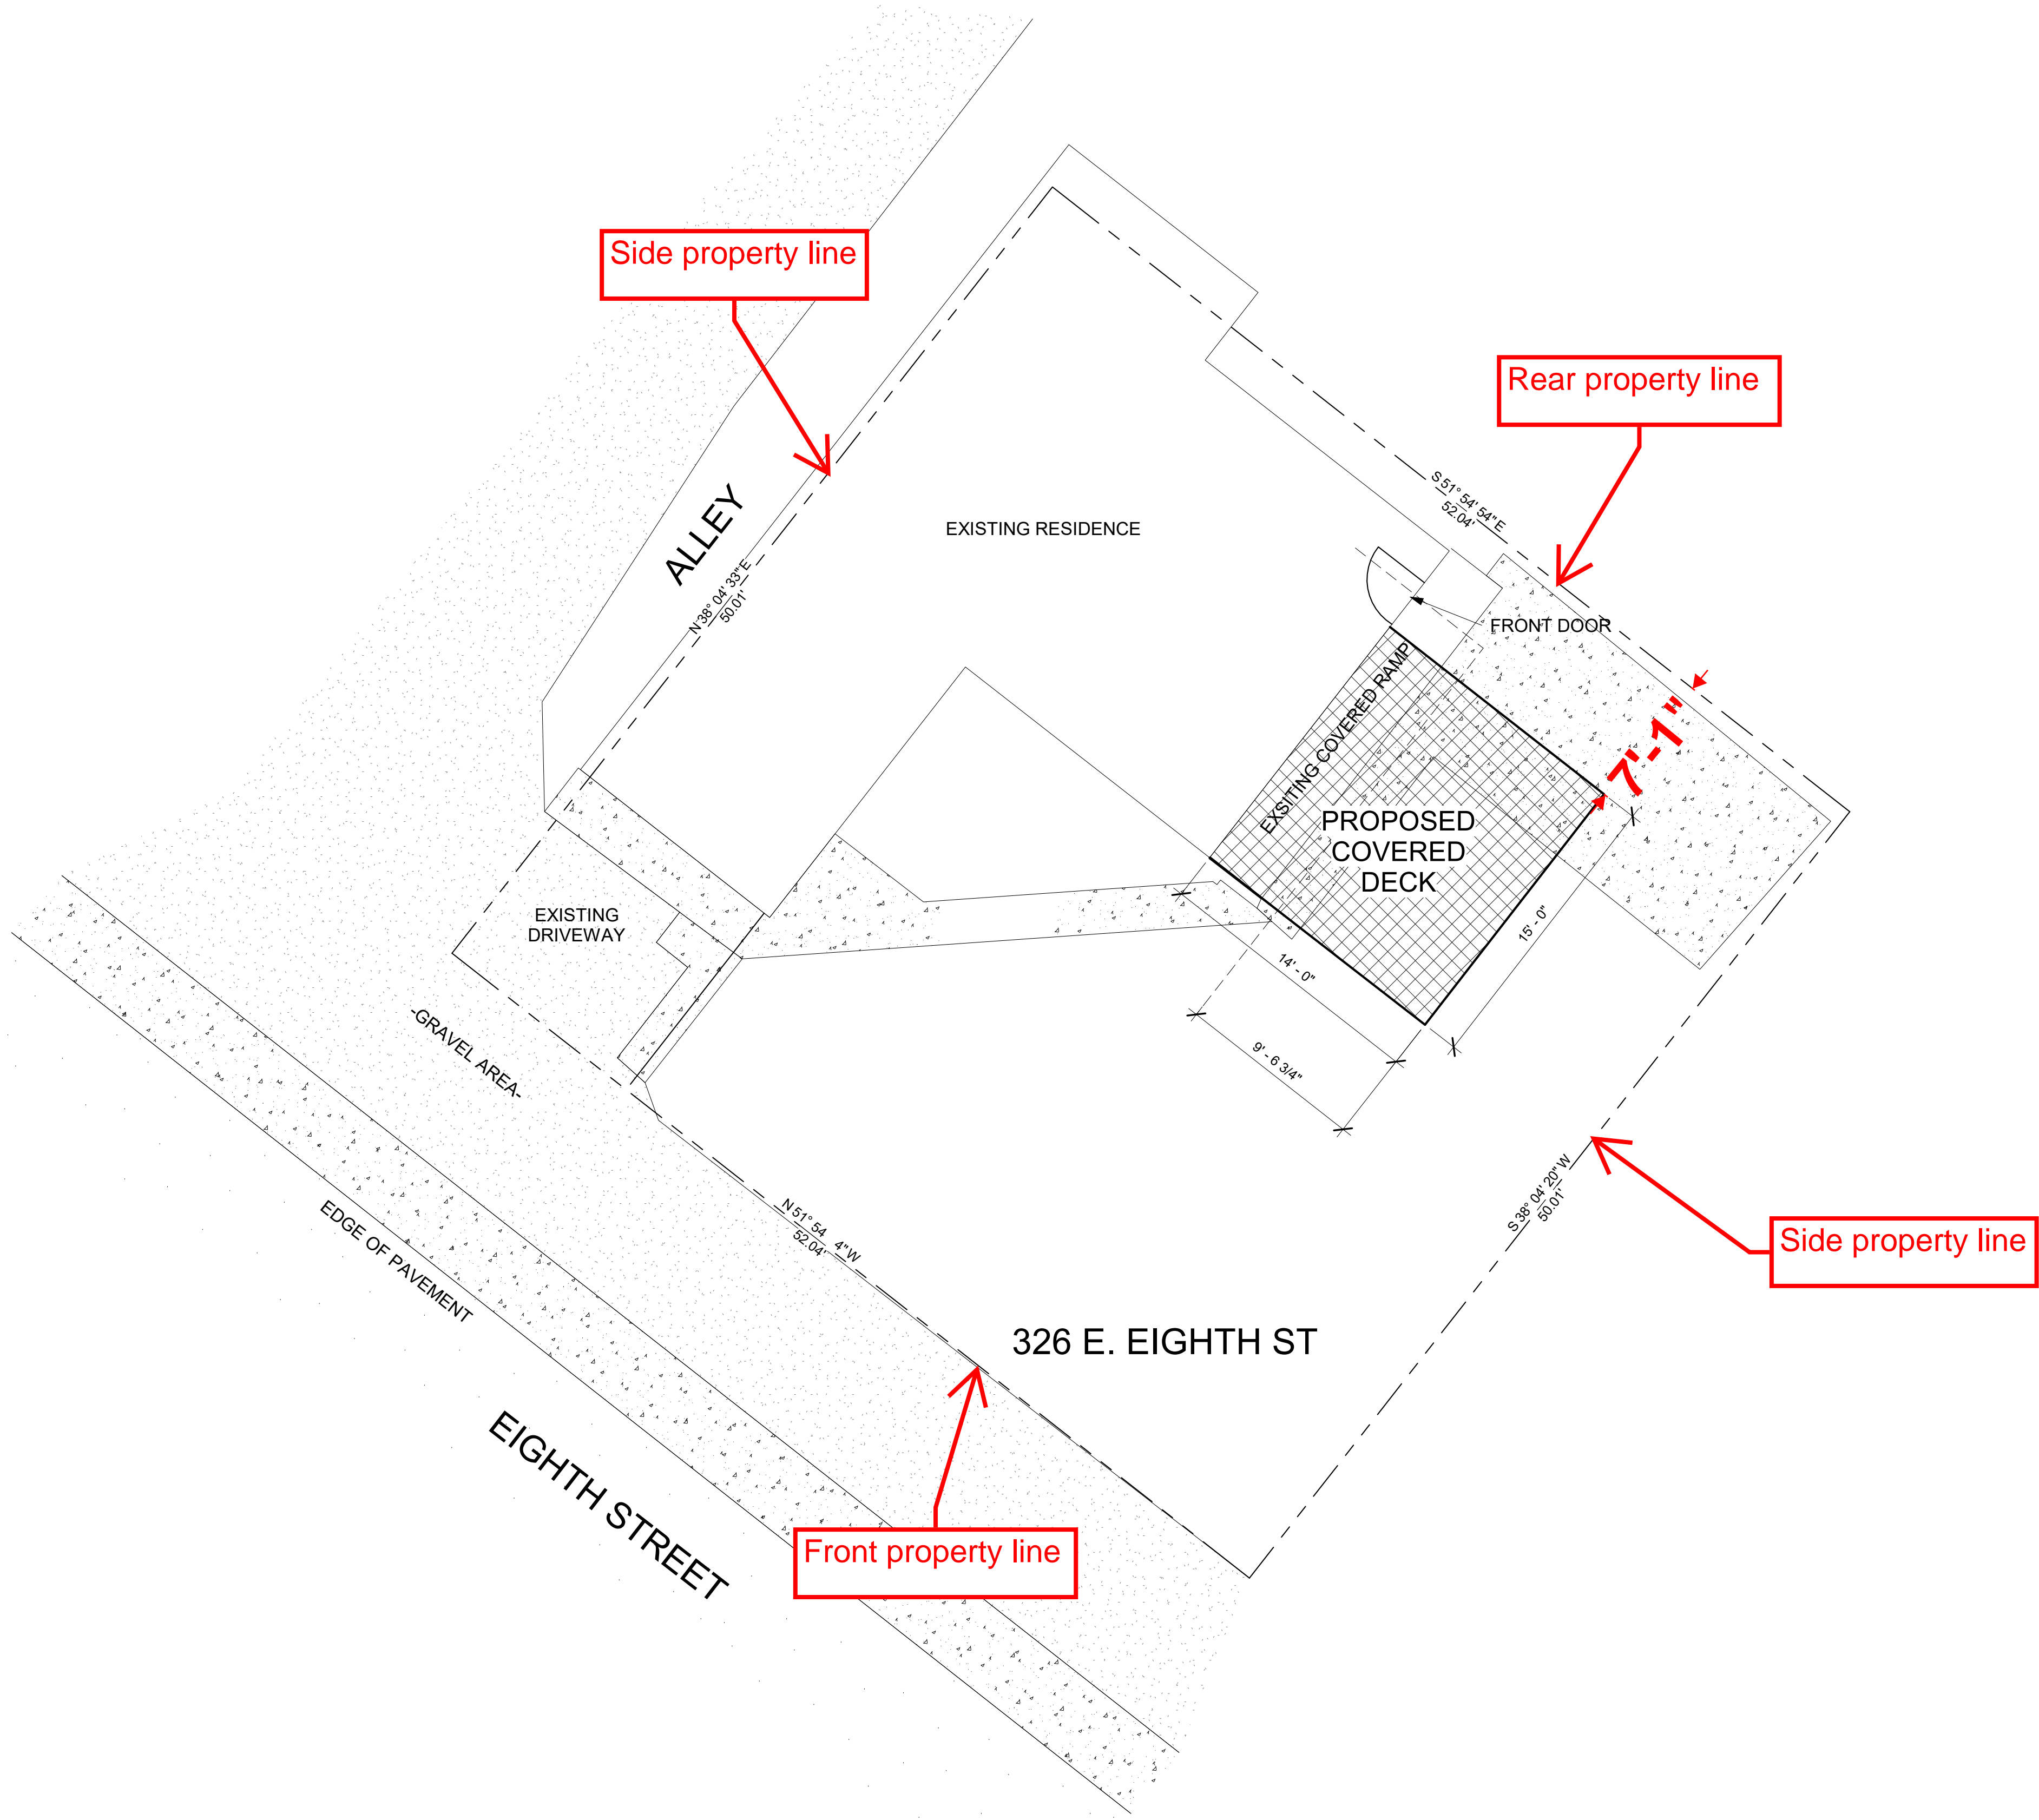 Side property line
Rear property line
ALLEY
S 51° 54' 54" E
52.04'
EXISTING RESIDENCE
N 38° 04' 33" E
50.01'
FRONT DOOR
EXSITING COVERED RAMP
7'-1"
PROPOSED
COVERED
DECK
EXISTING
DRIVEWAY
15' - 0"
14' - 0"
-GRAVEL AREA-
9' - 6 3/4"
S 38° 04' 20" W
50.01'
Side property line
N 51° 54 4" W
52.04'
EDGE OF PAVEMENT
326 E. EIGHTH ST
EIGHTH STREET
Front property line